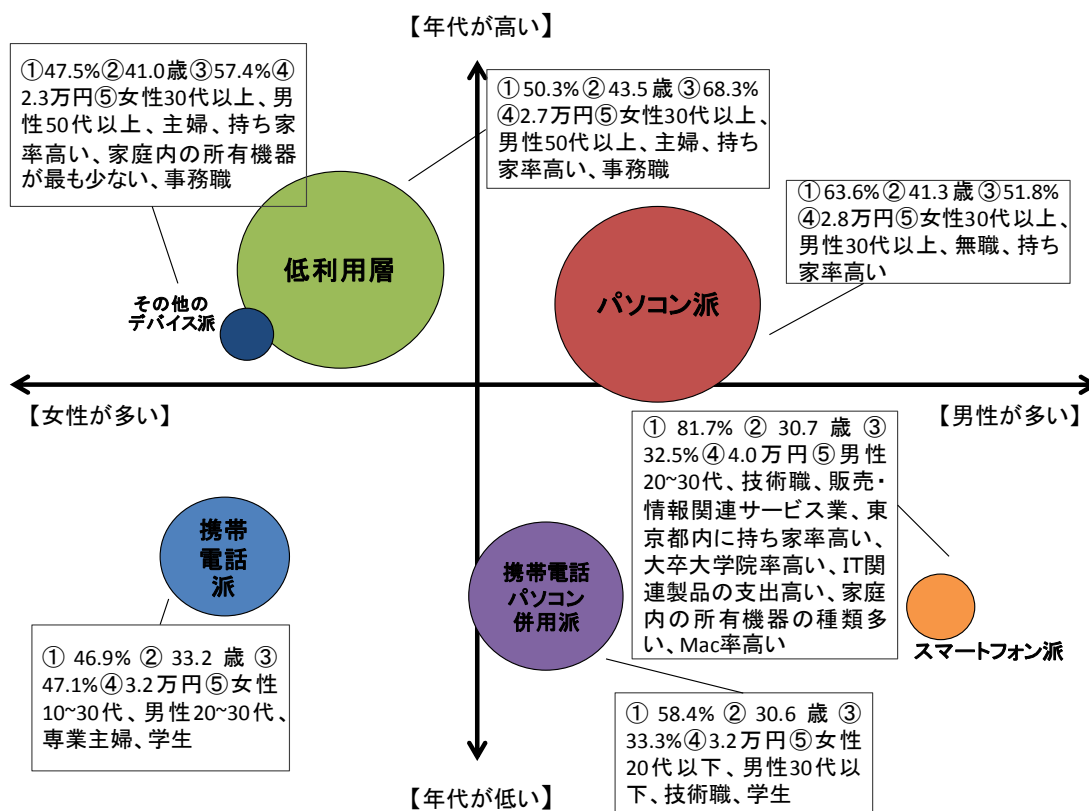 【年代が高い】
①47.5%②41.0歳③57.4%④
2.3万円⑤女性30代以上、男
性50代以上、主婦、持ち家
率高い、家庭内の所有機器
が最も少ない、事務職
①50.3% ②43.5歳③68.3%
④2.7万円⑤女性30代以上、
男性50代以上、主婦、持ち
家率高い、事務職
①63.6% ②41.3歳③51.8%
④2.8万円⑤女性30代以上、
男性30代以上、無職、持ち
家率高い
低利用層
パソコン派
その他の
デバイス派
【女性が多い】
【男性が多い】
① 81.7% ② 30.7 歳 ③
32.5%④4.0万円⑤男性
20~30代、技術職、販売・
情報関連サービス業、東
京都内に持ち家率高い、
大卒大学院率高い、IT関
連製品の支出高い、家庭
内の所有機器の種類多
い、Mac率高い
携帯
電話
派
携帯電話
パソコン
併用派
スマートフォン派
① 46.9% ② 33.2 歳 ③
47.1%④3.2万円⑤女性
10~30代、男性20~30代、
専業主婦、学生
① 58.4% ② 30.6 歳 ③
33.3%④3.2万円⑤女性
20代以下、男性30代以
下、技術職、学生
【年代が低い】